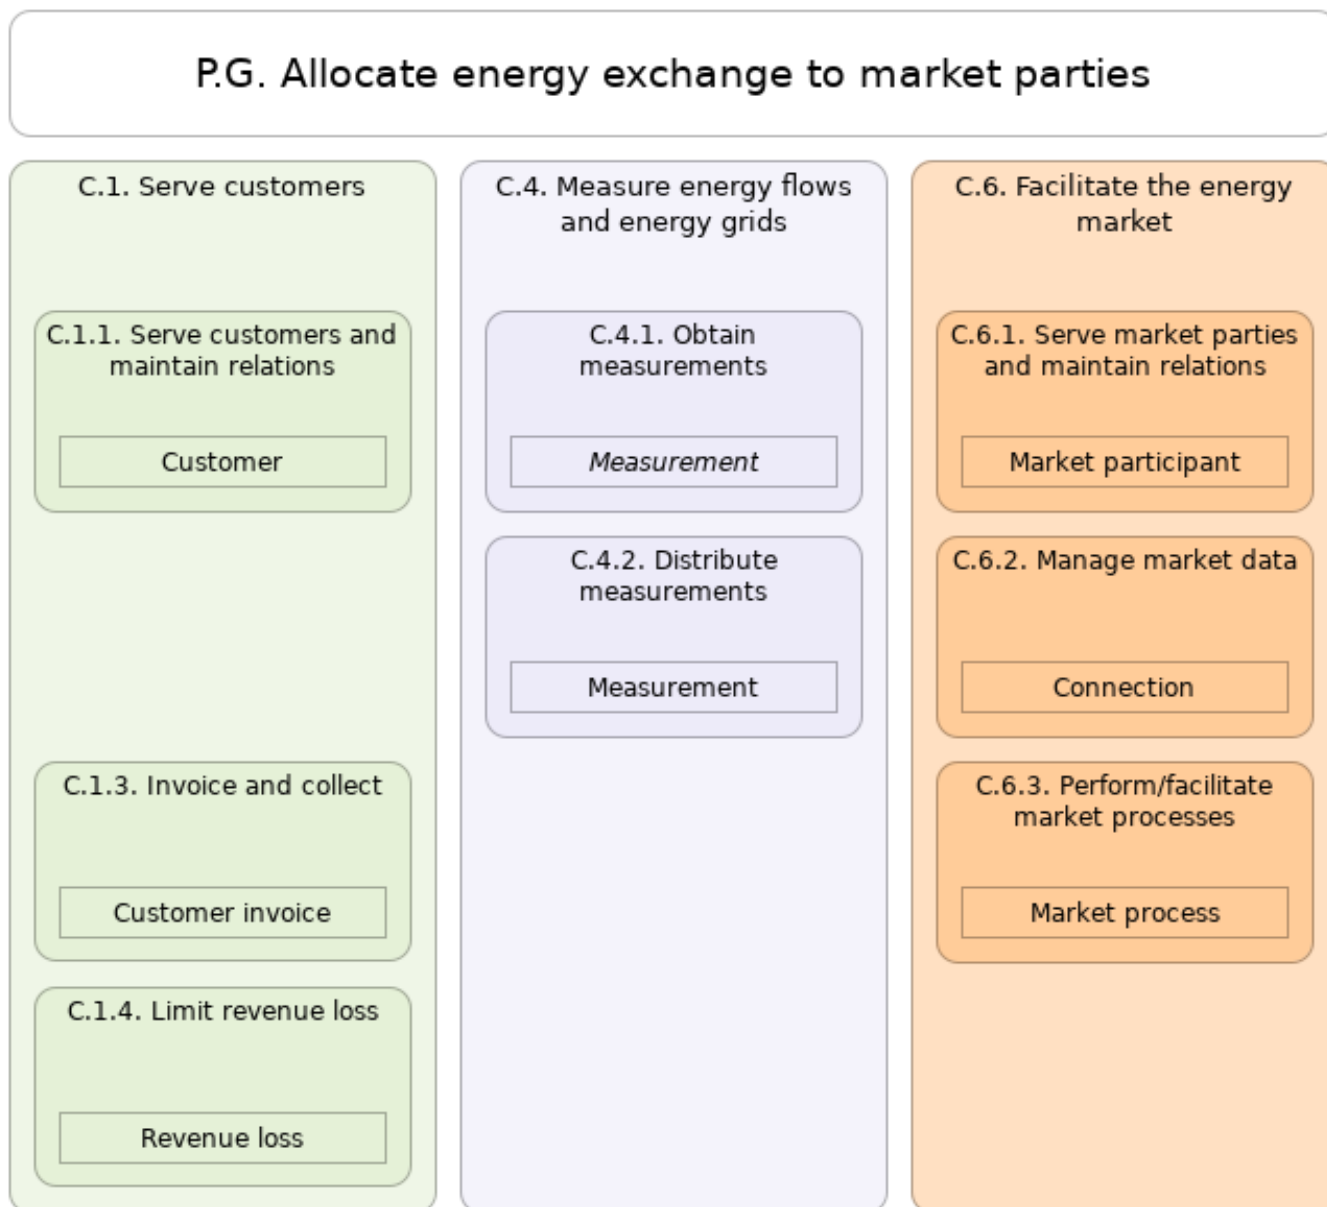 P.G. Allocate energy exchange to market parties
C.1. Serve customers
C.1.1. Serve customers and
maintain relations
Customer
C.1.3. Invoice and collect
Customer invoice
C.1.4. Limit revenue loss
Revenue loss
C.4. Measure energy flows
and energy grids
C.4.1. Obtain
measurements
Measurement
C.4.2. Distribute
measurements
Measurement
C.6. Facilitate the energy
market
C.6.1. Serve market parties
and maintain relations
Market participant
C.6.2. Manage market data
Connection
C.6.3. Perform/facilitate
market processes
Market process